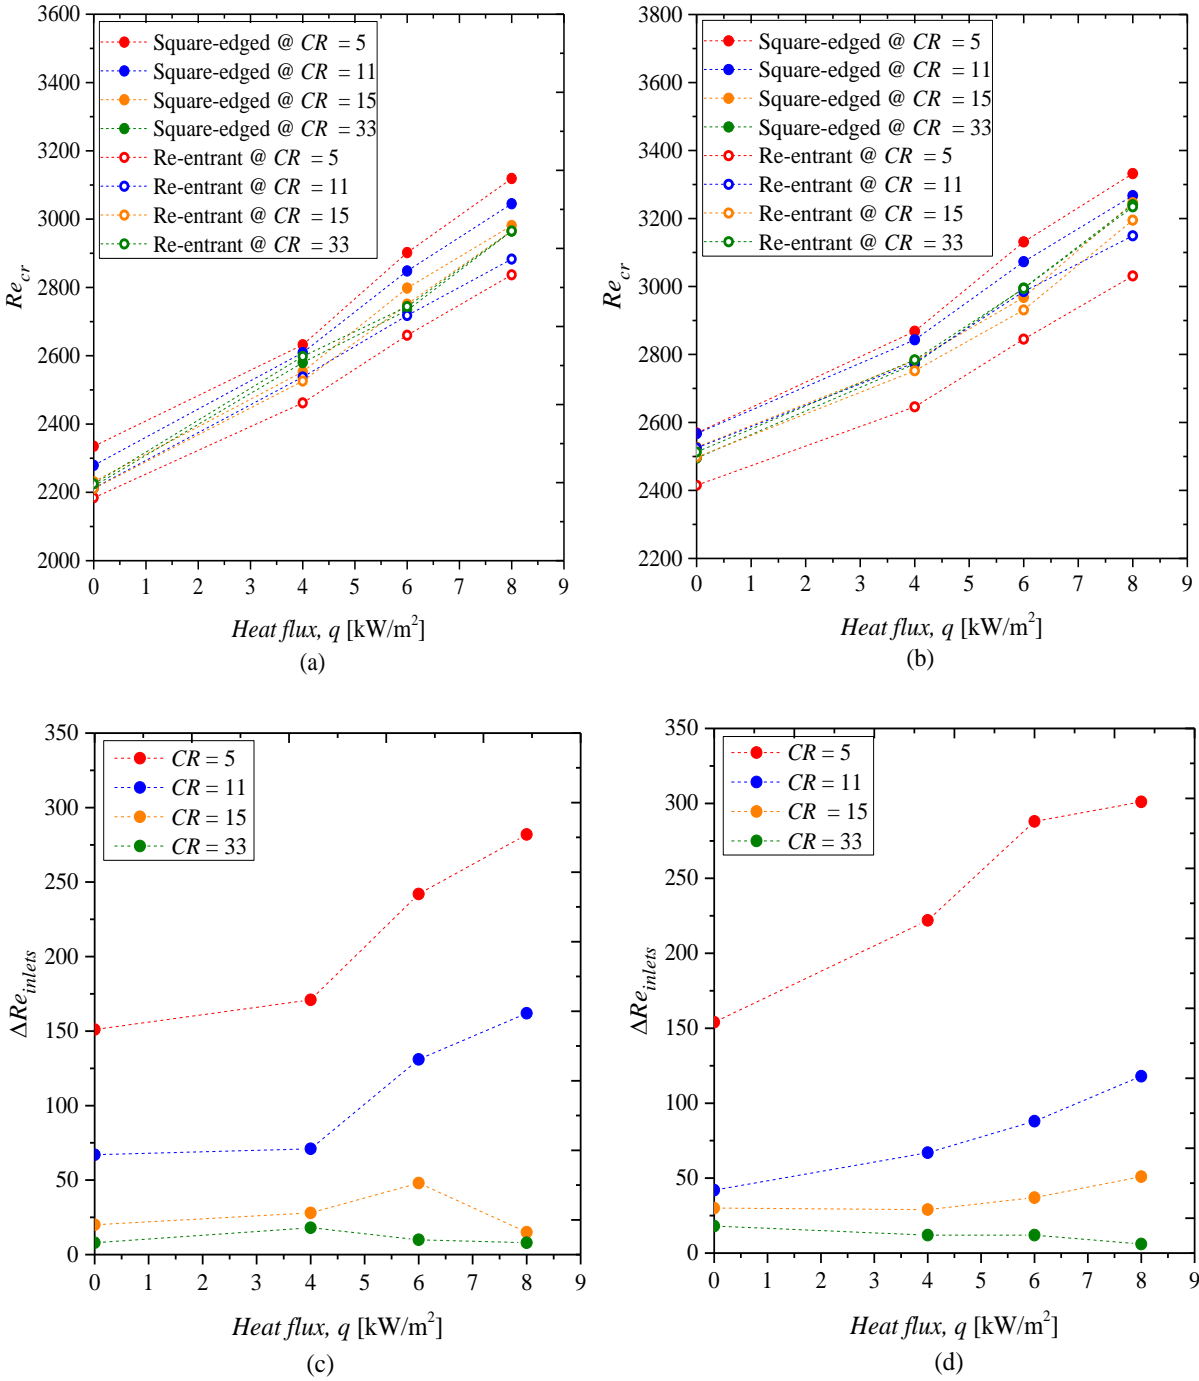 3600
3400
3200
3000
2800
2600
2400
2200
2000
Re_cr
Square-edged @ CR = 5
Square-edged @ CR = 11
Square-edged @ CR = 15
Square-edged @ CR = 33
Re-entrant @ CR = 5
Re-entrant @ CR = 11
Re-entrant @ CR = 15
Re-entrant @ CR = 33
0 1 2 3 4 5 6 7 8 9
Heat flux, q [kW/m²]
(a)
3800
3600
3400
3200
3000
2800
2600
2400
2200
Re_cr
Square-edged @ CR = 5
Square-edged @ CR = 11
Square-edged @ CR = 15
Square-edged @ CR = 33
Re-entrant @ CR = 5
Re-entrant @ CR = 11
Re-entrant @ CR = 15
Re-entrant @ CR = 33
0 1 2 3 4 5 6 7 8 9
Heat flux, q [kW/m²]
(b)
350
300
250
200
150
100
50
0
ΔRe_inlets
CR = 5
CR = 11
CR = 15
CR = 33
0 1 2 3 4 5 6 7 8 9
Heat flux, q [kW/m²]
(c)
350
300
250
200
150
100
50
0
ΔRe_inlets
CR = 5
CR = 11
CR = 15
CR = 33
0 1 2 3 4 5 6 7 8 9
Heat flux, q [kW/m²]
(d)